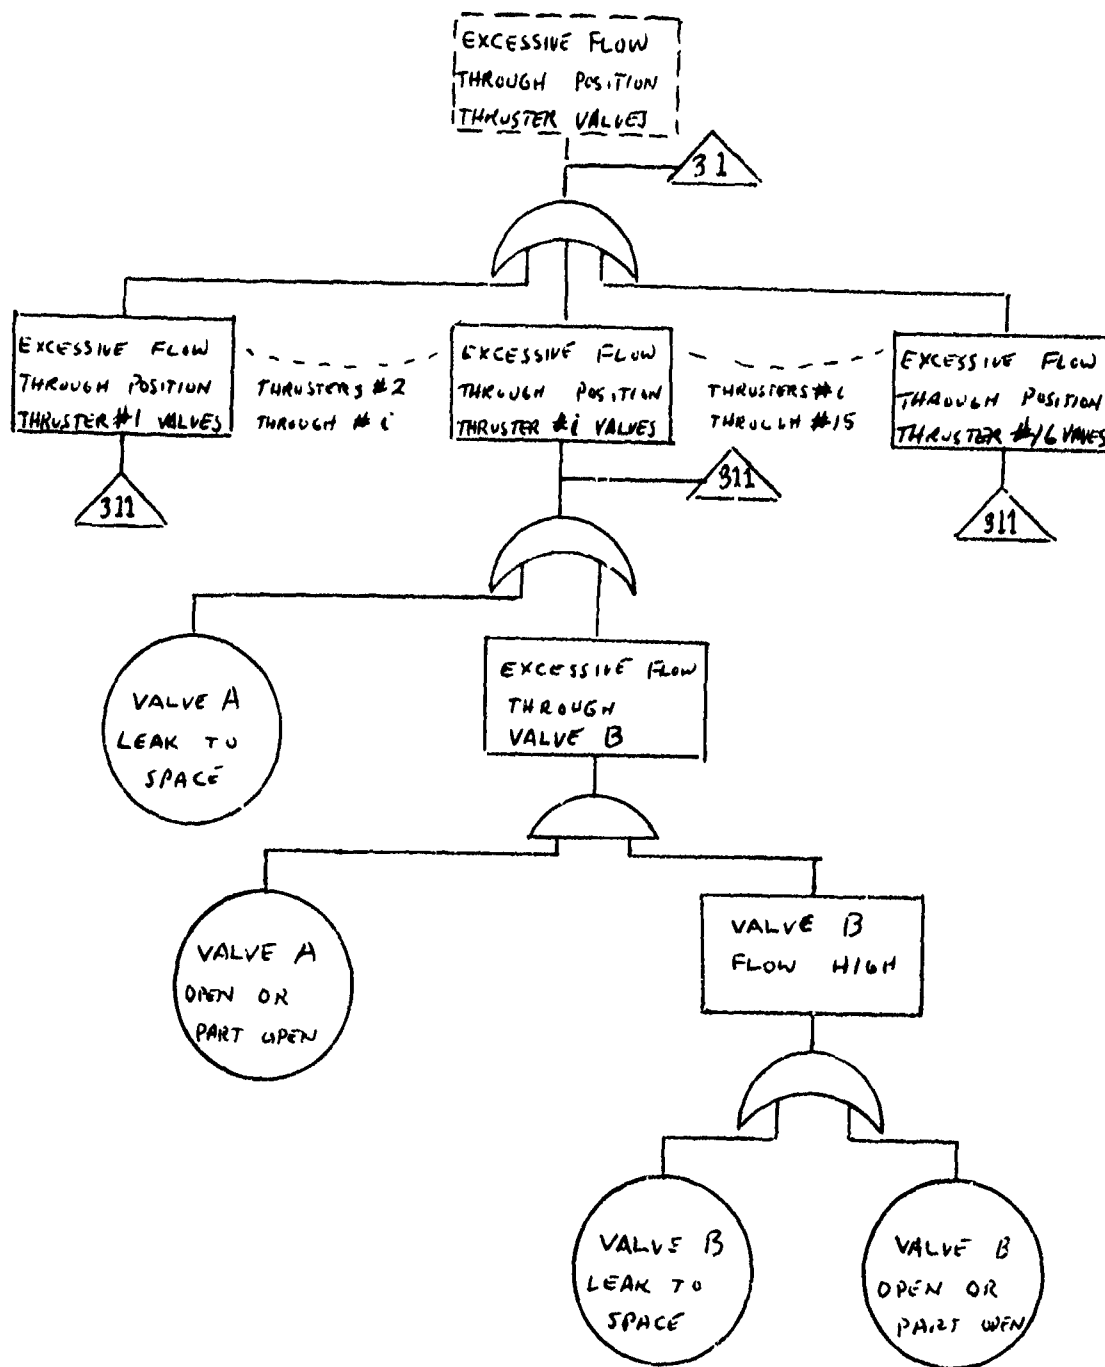 EXCESSIVE FLOW
THROUGH POSITION
THRUSTER VALVES
31
EXCESSIVE FLOW
THROUGH POSITION
THRUSTER #1 VALVES
THRUSTERS #2
THROUGH # i
EXCESSIVE FLOW
THROUGH POSITION
THRUSTER #i VALVES
THRUSTERS # i
THROUGH #15
EXCESSIVE FLOW
THROUGH POSITION
THRUSTER #16 VALVES
311
311
311
VALVE A
LEAK TO
SPACE
EXCESSIVE FLOW
THROUGH
VALVE B
VALVE A
OPEN OR
PART OPEN
VALVE B
FLOW HIGH
VALVE B
LEAK TO
SPACE
VALVE B
OPEN OR
PART OPEN